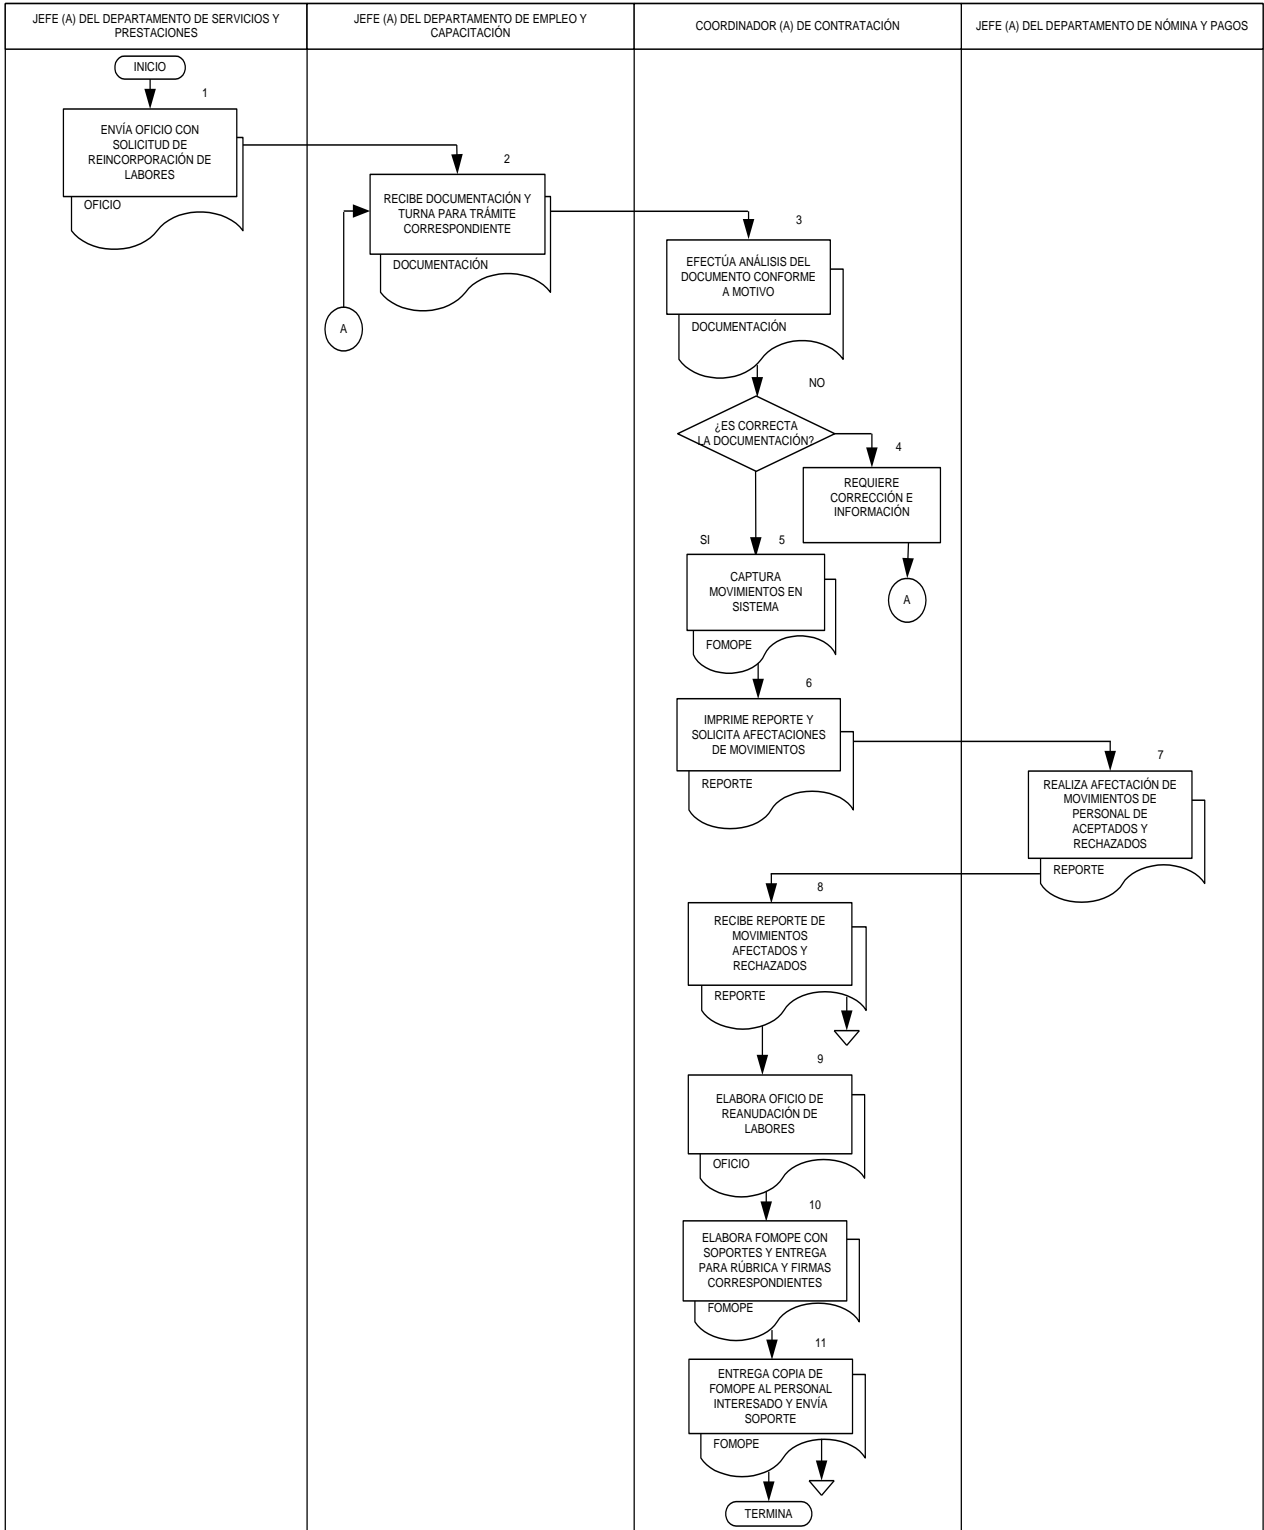 JEFE (A) DEL DEPARTAMENTO DE SERVICIOS Y
PRESTACIONES
JEFE (A) DEL DEPARTAMENTO DE EMPLEO Y
CAPACITACIÓN
COORDINADOR (A) DE CONTRATACIÓN
JEFE (A) DEL DEPARTAMENTO DE NÓMINA Y PAGOS
INICIO
1
ENVÍA OFICIO CON
SOLICITUD DE
REINCORPORACIÓN DE
LABORES
OFICIO
2
RECIBE DOCUMENTACIÓN Y
TURNA PARA TRÁMITE
CORRESPONDIENTE
DOCUMENTACIÓN
A
3
EFECTÚA ANÁLISIS DEL
DOCUMENTO CONFORME
A MOTIVO
DOCUMENTACIÓN
NO
¿ES CORRECTA
LA DOCUMENTACIÓN?
4
REQUIERE
CORRECCIÓN E
INFORMACIÓN
A
SI
5
CAPTURA
MOVIMIENTOS EN
SISTEMA
FOMOPE
6
IMPRIME REPORTE Y
SOLICITA AFECTACIONES
DE MOVIMIENTOS
REPORTE
7
REALIZA AFECTACIÓN DE
MOVIMIENTOS DE
PERSONAL DE
ACEPTADOS Y
RECHAZADOS
REPORTE
8
RECIBE REPORTE DE
MOVIMIENTOS
AFECTADOS Y
RECHAZADOS
REPORTE
9
ELABORA OFICIO DE
REANUDACIÓN DE
LABORES
OFICIO
10
ELABORA FOMOPE CON
SOPORTES Y ENTREGA
PARA RÚBRICA Y FIRMAS
CORRESPONDIENTES
FOMOPE
11
ENTREGA COPIA DE
FOMOPE AL PERSONAL
INTERESADO Y ENVÍA
SOPORTE
FOMOPE
TERMINA